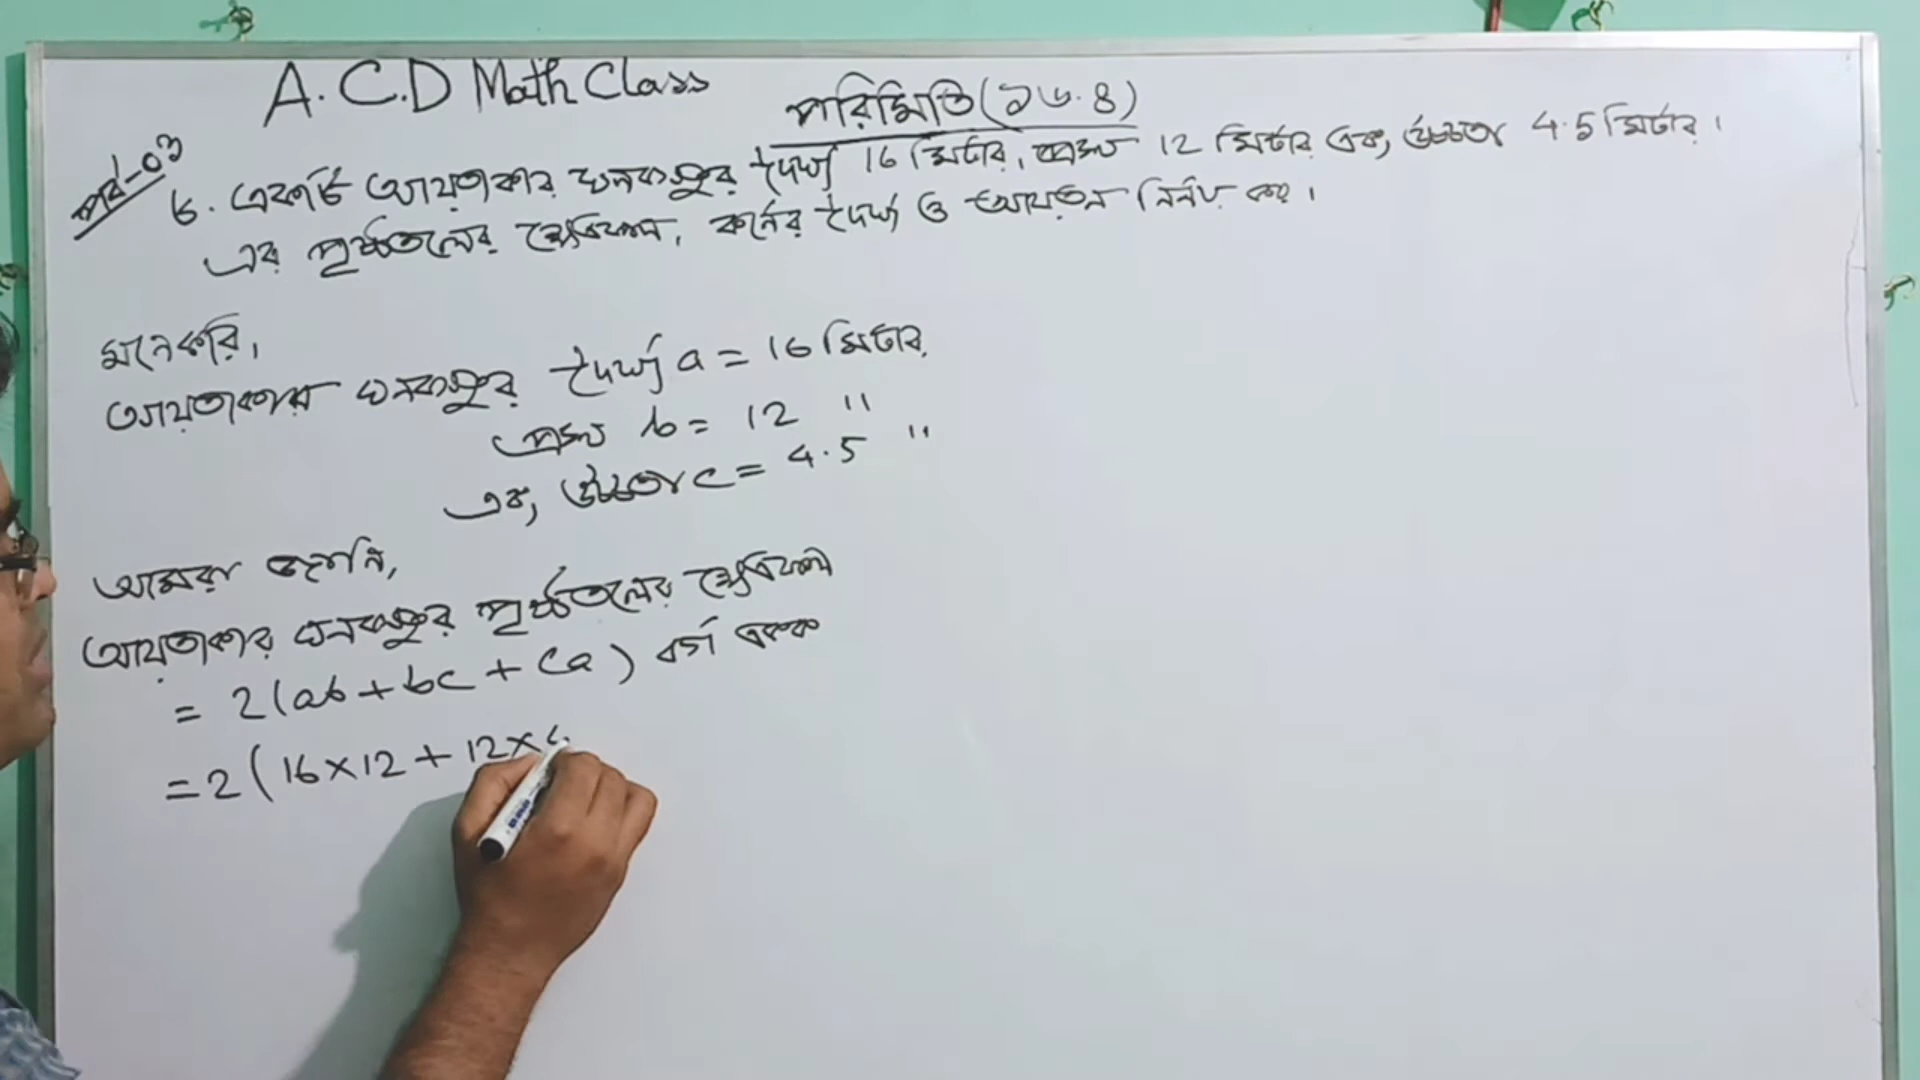 A.C.D Math Class
পরিমিতি (১৬.৪)
পর্ব-০৩
৬. একটি আয়তাকার ঘনবস্তুর দৈর্ঘ্য 16 মিটার, প্রস্থ 12 মিটার এবং উচ্চতা 4.5 মিটার।
এর পৃষ্ঠতলের ক্ষেত্রফল, কর্নের দৈর্ঘ্য ও আয়তন নির্নয় কর।
মনেকরি,
আয়তাকার ঘনবস্তুর দৈর্ঘ্য a = 16 মিটার
প্রস্থ b = 12 "
এবং উচ্চতা c = 4.5 "
আমরা জানি,
আয়তাকার ঘনবস্তুর পৃষ্ঠতলের ক্ষেত্রফল
= 2(ab + bc + ca) বর্গ একক
= 2 ( 16×12 + 12×4